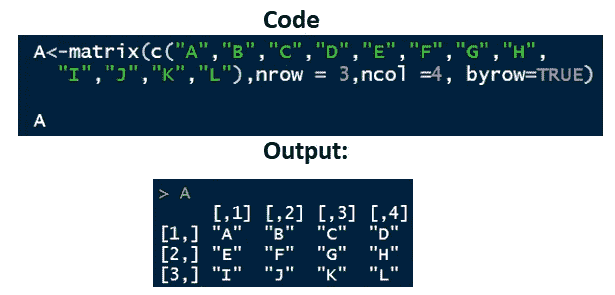 Code
A<-matrix(c("A","B","C","D","E","F","G","H",
"I","J","K","L"),nrow = 3,ncol =4, byrow=TRUE)
A
Output:
> A
[,1] [,2] [,3] [,4]
[1,] "A" "B" "C" "D"
[2,] "E" "F" "G" "H"
[3,] "I" "J" "K" "L"